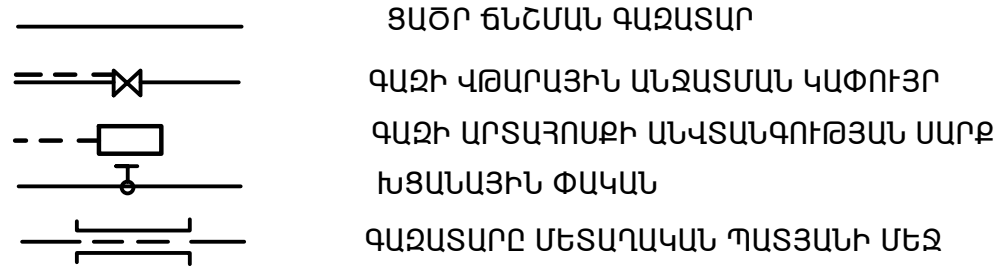 ՑԱԾՐ ՃՆՇՄԱՆ ԳԱԶԱՏԱՐ
ԳԱԶԻ ՎԹԱՐԱՅԻՆ ԱՆՋԱՏՄԱՆ ԿԱՓՈՒՅՐ
ԳԱԶԻ ԱՐՏԱՀՈՍՔԻ ԱՆՎՏԱՆԳՈՒԹՅԱՆ ՍԱՐՔ
ԽՑԱՆԱՅԻՆ ՓԱԿԱՆ
ԳԱԶԱՏԱՐԸ ՄԵՏԱՂԱԿԱՆ ՊԱՏՅԱՆԻ ՄԵՋ